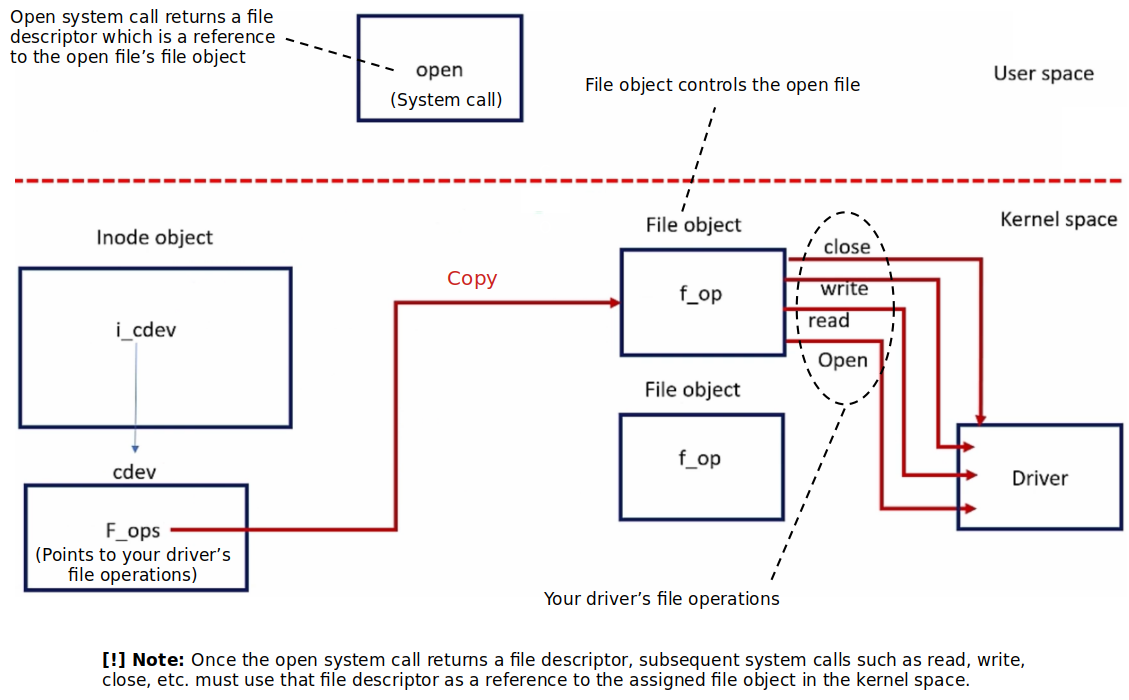 Open system call returns a file
descriptor which is a reference
to the open file’s file object
open
(System call)
File object controls the open file
User space
Kernel space
Inode object
i_cdev
cdev
F_ops
(Points to your driver’s
file operations)
Copy
File object
f_op
close
write
read
Open
File object
f_op
Driver
Your driver’s file operations
[!] Note: Once the open system call returns a file descriptor, subsequent system calls such as read, write,
close, etc. must use that file descriptor as a reference to the assigned file object in the kernel space.